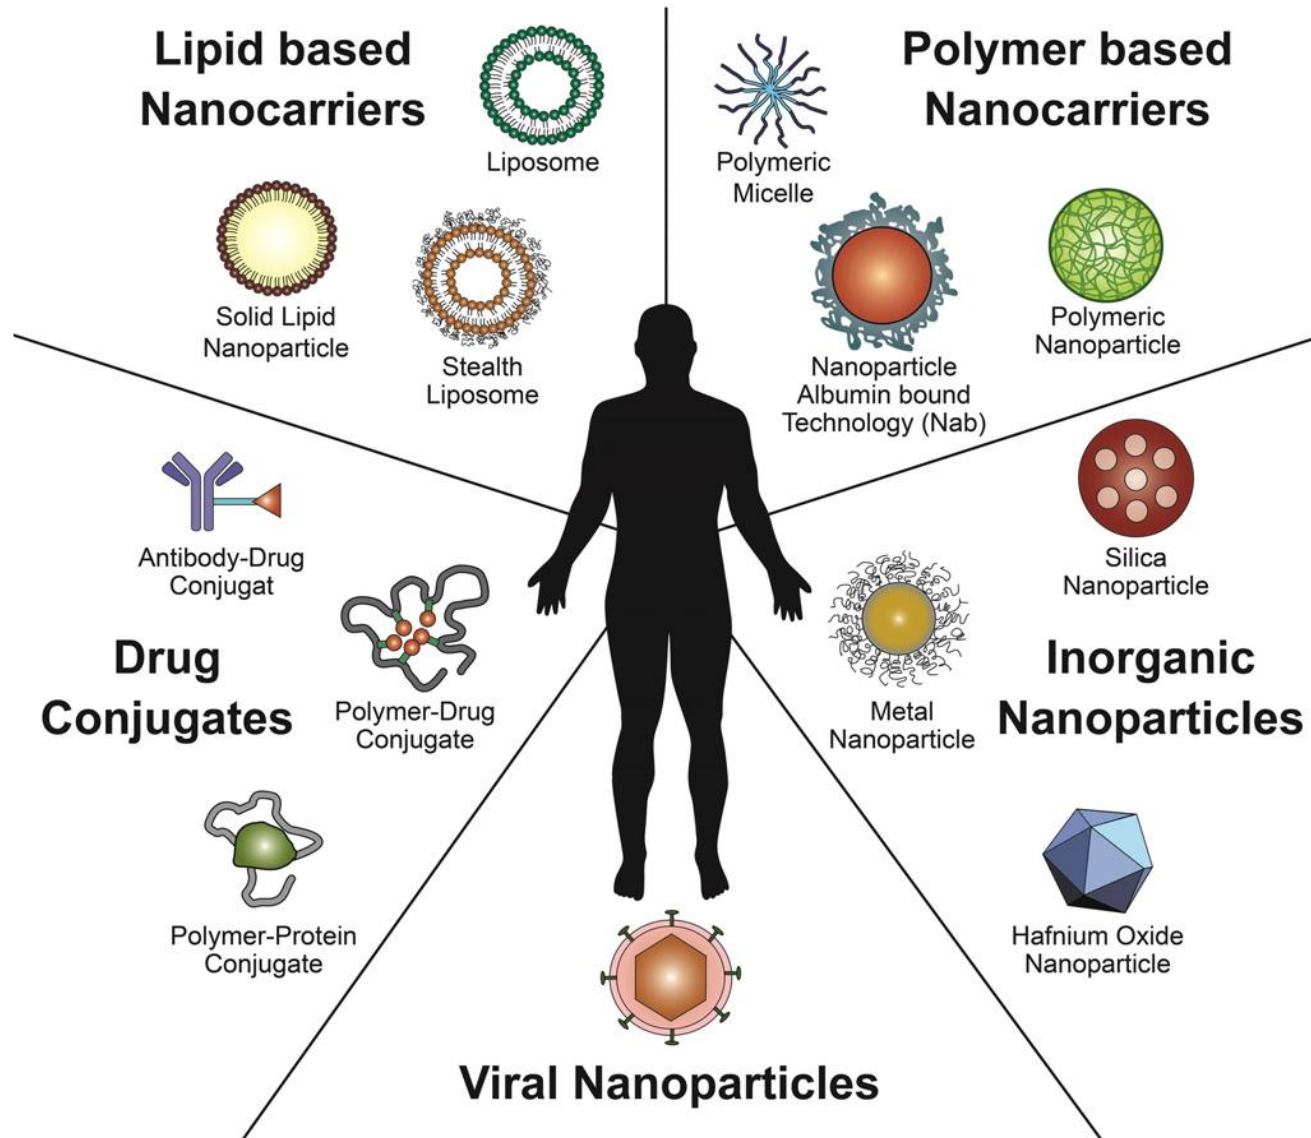 Lipid based
Nanocarriers
Liposome
Solid Lipid
Nanoparticle
Stealth
Liposome
Polymer based
Nanocarriers
Polymeric
Micelle
Nanoparticle
Albumin bound
Technology (Nab)
Polymeric
Nanoparticle
Antibody-Drug
Conjugat
Drug
Conjugates
Polymer-Drug
Conjugate
Polymer-Protein
Conjugate
Silica
Nanoparticle
Metal
Nanoparticle
Inorganic
Nanoparticles
Hafnium Oxide
Nanoparticle
Viral Nanoparticles